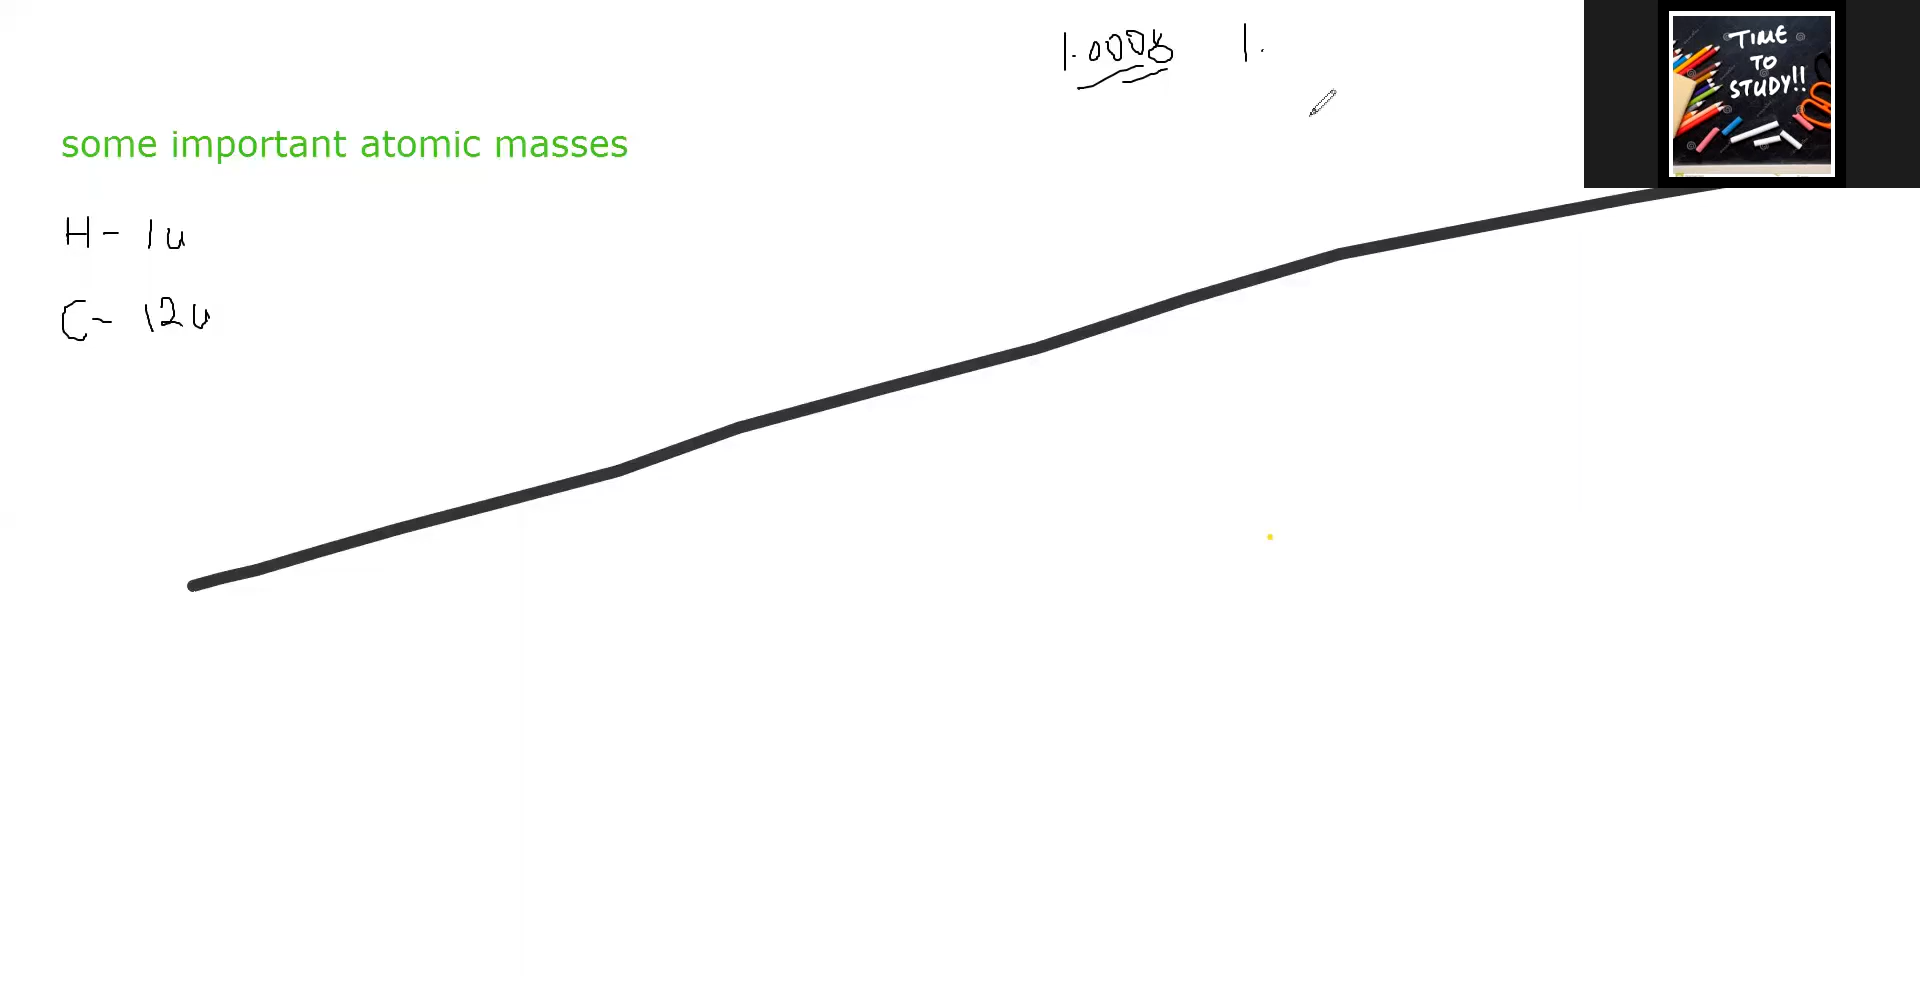 1.0008 1.
TIME
TO
STUDY!!
some important atomic masses
H - 1u
C - 12u